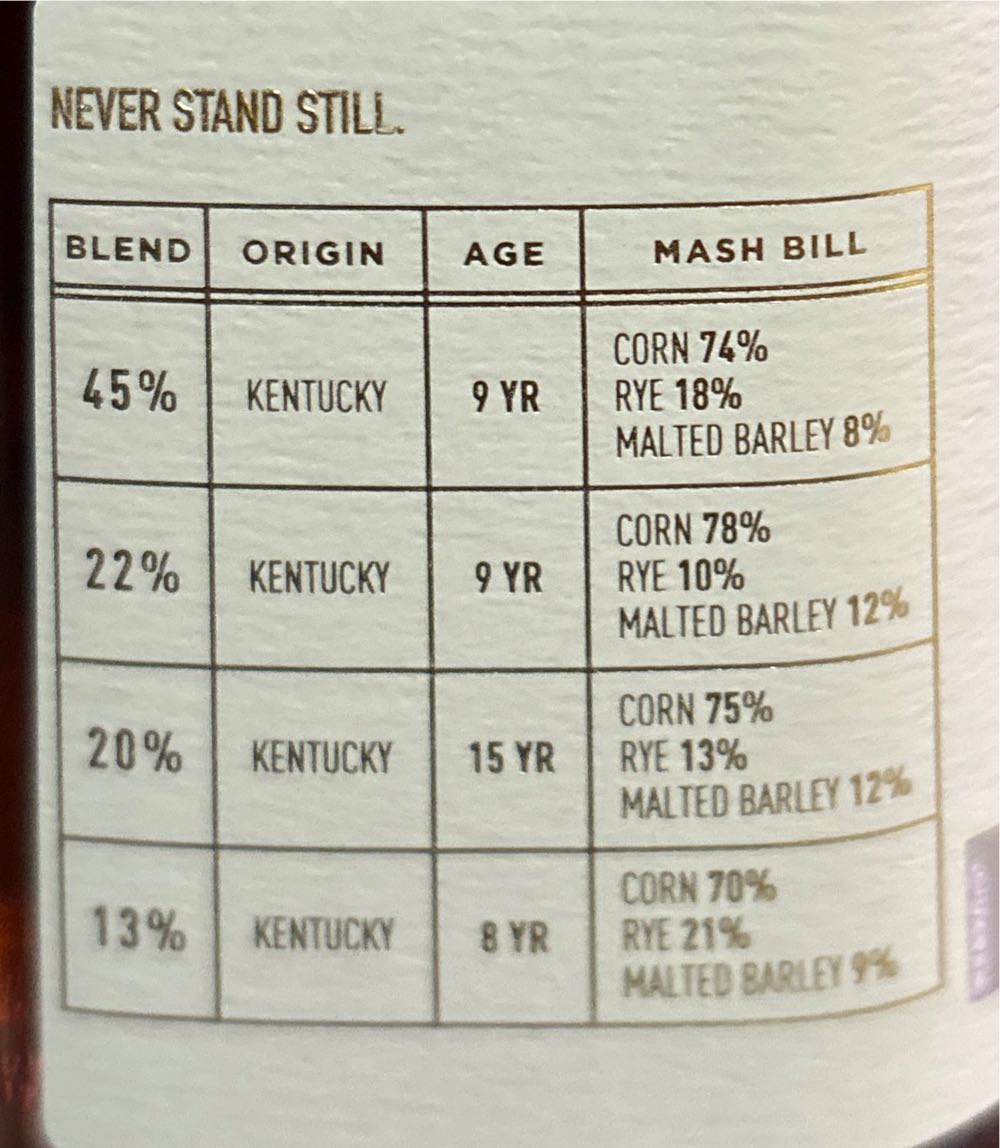 NEVER STAND STILL.
BLEND ORIGIN AGE MASH BILL
45% KENTUCKY 9 YR CORN 74%
RYE 18%
MALTED BARLEY 8%
22% KENTUCKY 9 YR CORN 78%
RYE 10%
MALTED BARLEY 12%
20% KENTUCKY 15 YR CORN 75%
RYE 13%
MALTED BARLEY 12%
13% KENTUCKY 8 YR CORN 70%
RYE 21%
MALTED BARLEY 9%